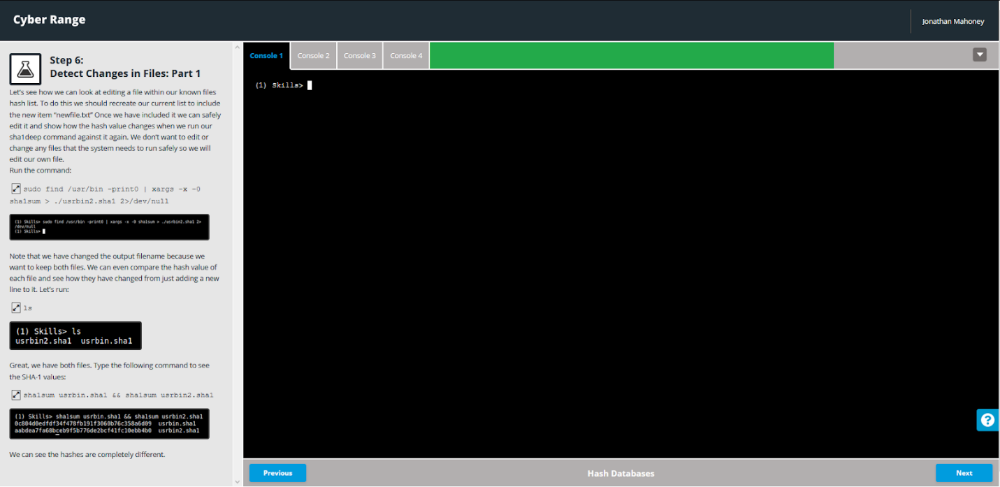 Cyber Range
Jonathan Mahoney
Step 6:
Detect Changes in Files: Part 1
Let's see how we can look at editing a file within our known files
hash list. To do this we should recreate our current list to include
the new item “newfile.txt” Once we have included it we can safely
edit it and show how the hash value changes when we run our
sha1deep command against it again. We don't want to edit or
change any files that the system needs to run safely so we will
edit our own file.
Run the command:
sudo find /usr/bin -print0 | xargs -x -0
sha1sum > ./usrbin2.sha1 2>/dev/null
(1) Skills> sudo find /usr/bin -print0 | xargs -x -0 sha1sum > ./usrbin2.sha1 2>
/dev/null
(1) Skills>
Note that we have changed the output filename because we
want to keep both files. We can even compare the hash value of
each file and see how they have changed from just adding a new
line to it. Let's run:
ls
(1) Skills> ls
usrbin2.sha1 usrbin.sha1
Great, we have both files. Type the following command to see
the SHA-1 values:
sha1sum usrbin.sha1 && sha1sum usrbin2.sha1
(1) Skills> sha1sum usrbin.sha1 && sha1sum usrbin2.sha1
0c804d0edfdf34f478fb191f3060b76c358a6d09 usrbin.sha1
aabdea7fa68bceb9f5b776de2bcf41fc10ebb4b0 usrbin2.sha1
We can see the hashes are completely different.
Console 1
Console 2
Console 3
Console 4
(1) Skills>
?
Previous
Hash Databases
Next